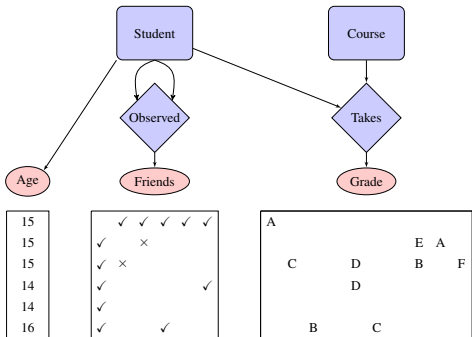 Student Course
Observed Takes
Age Friends Grade
15 ✓ ✓ ✓ ✓ ✓ A
15 ✓ × E A
15 ✓ × C D B F
14 ✓ ✓ D
14 ✓
16 ✓ ✓ B C